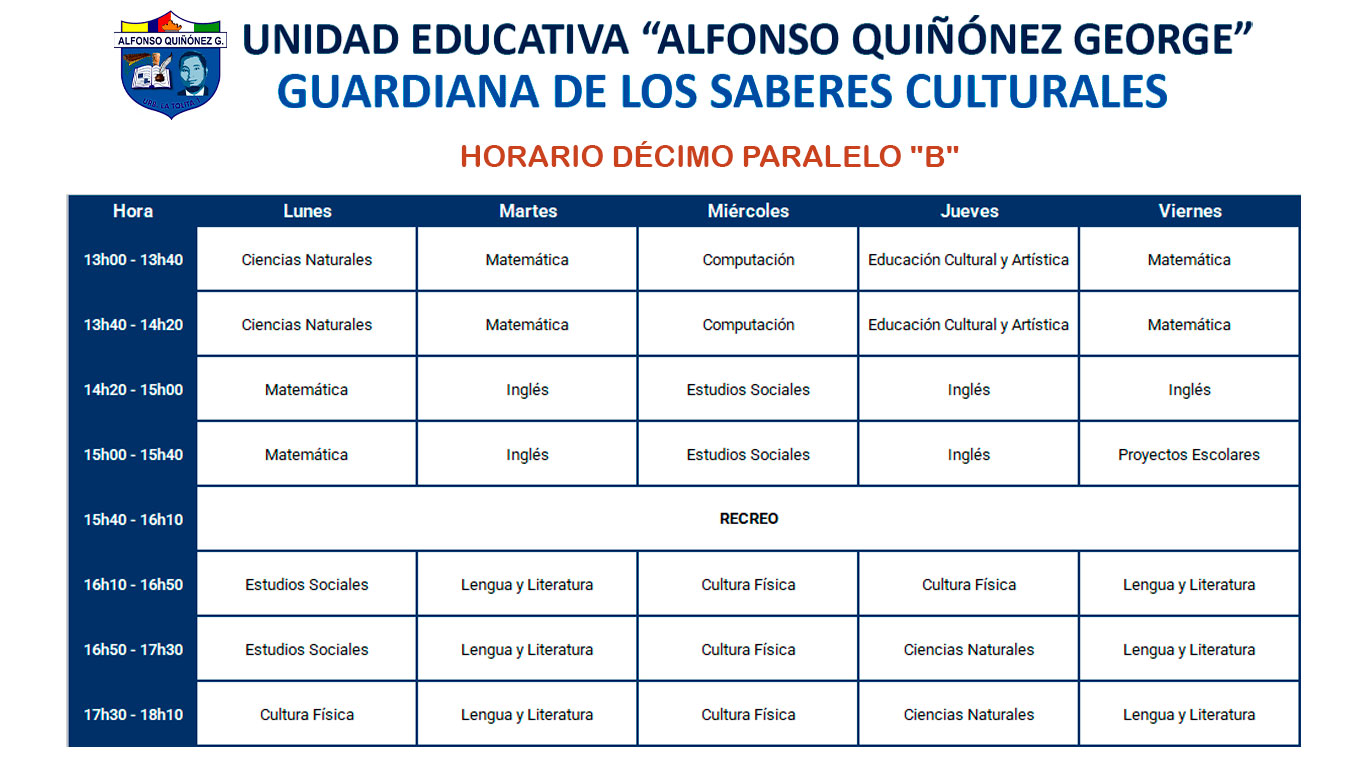 ALFONSO QUIÑÓNEZ G.
URB. LA TOLITA 1
UNIDAD EDUCATIVA “ALFONSO QUIÑÓNEZ GEORGE”
GUARDIANA DE LOS SABERES CULTURALES
HORARIO DÉCIMO PARALELO "B"
Hora Lunes Martes Miércoles Jueves Viernes
13h00 - 13h40 Ciencias Naturales Matemática Computación Educación Cultural y Artística Matemática
13h40 - 14h20 Ciencias Naturales Matemática Computación Educación Cultural y Artística Matemática
14h20 - 15h00 Matemática Inglés Estudios Sociales Inglés Inglés
15h00 - 15h40 Matemática Inglés Estudios Sociales Inglés Proyectos Escolares
15h40 - 16h10 RECREO
16h10 - 16h50 Estudios Sociales Lengua y Literatura Cultura Física Cultura Física Lengua y Literatura
16h50 - 17h30 Estudios Sociales Lengua y Literatura Cultura Física Ciencias Naturales Lengua y Literatura
17h30 - 18h10 Cultura Física Lengua y Literatura Cultura Física Ciencias Naturales Lengua y Literatura